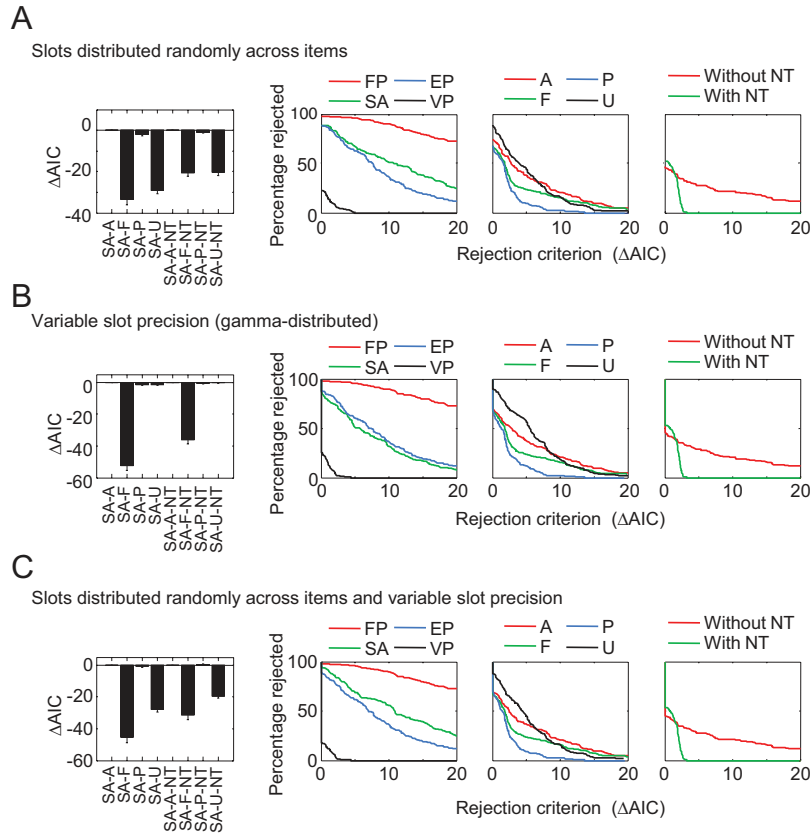 A
Slots distributed randomly across items
FP EP A P Without NT
SA VP F U With NT
0
-20
-40
ΔAIC
SA-A
SA-F
SA-P
SA-U
SA-A-NT
SA-F-NT
SA-P-NT
SA-U-NT
Percentage rejected
100
50
0
0 10 20 0 10 20 0 10 20
Rejection criterion (ΔAIC)
B
Variable slot precision (gamma-distributed)
FP EP A P Without NT
SA VP F U With NT
0
-20
-40
-60
ΔAIC
SA-A
SA-F
SA-P
SA-U
SA-A-NT
SA-F-NT
SA-P-NT
SA-U-NT
Percentage rejected
100
50
0 10 20 0 10 20 0 10 20
Rejection criterion (ΔAIC)
C
Slots distributed randomly across items and variable slot precision
FP EP A P Without NT
SA VP F U With NT
0
-20
-40
-60
ΔAIC
SA-A
SA-F
SA-P
SA-U
SA-A-NT
SA-F-NT
SA-P-NT
SA-U-NT
Percentage rejected
100
50
0
0 10 20 0 10 20 0 10 20
Rejection criterion (ΔAIC)